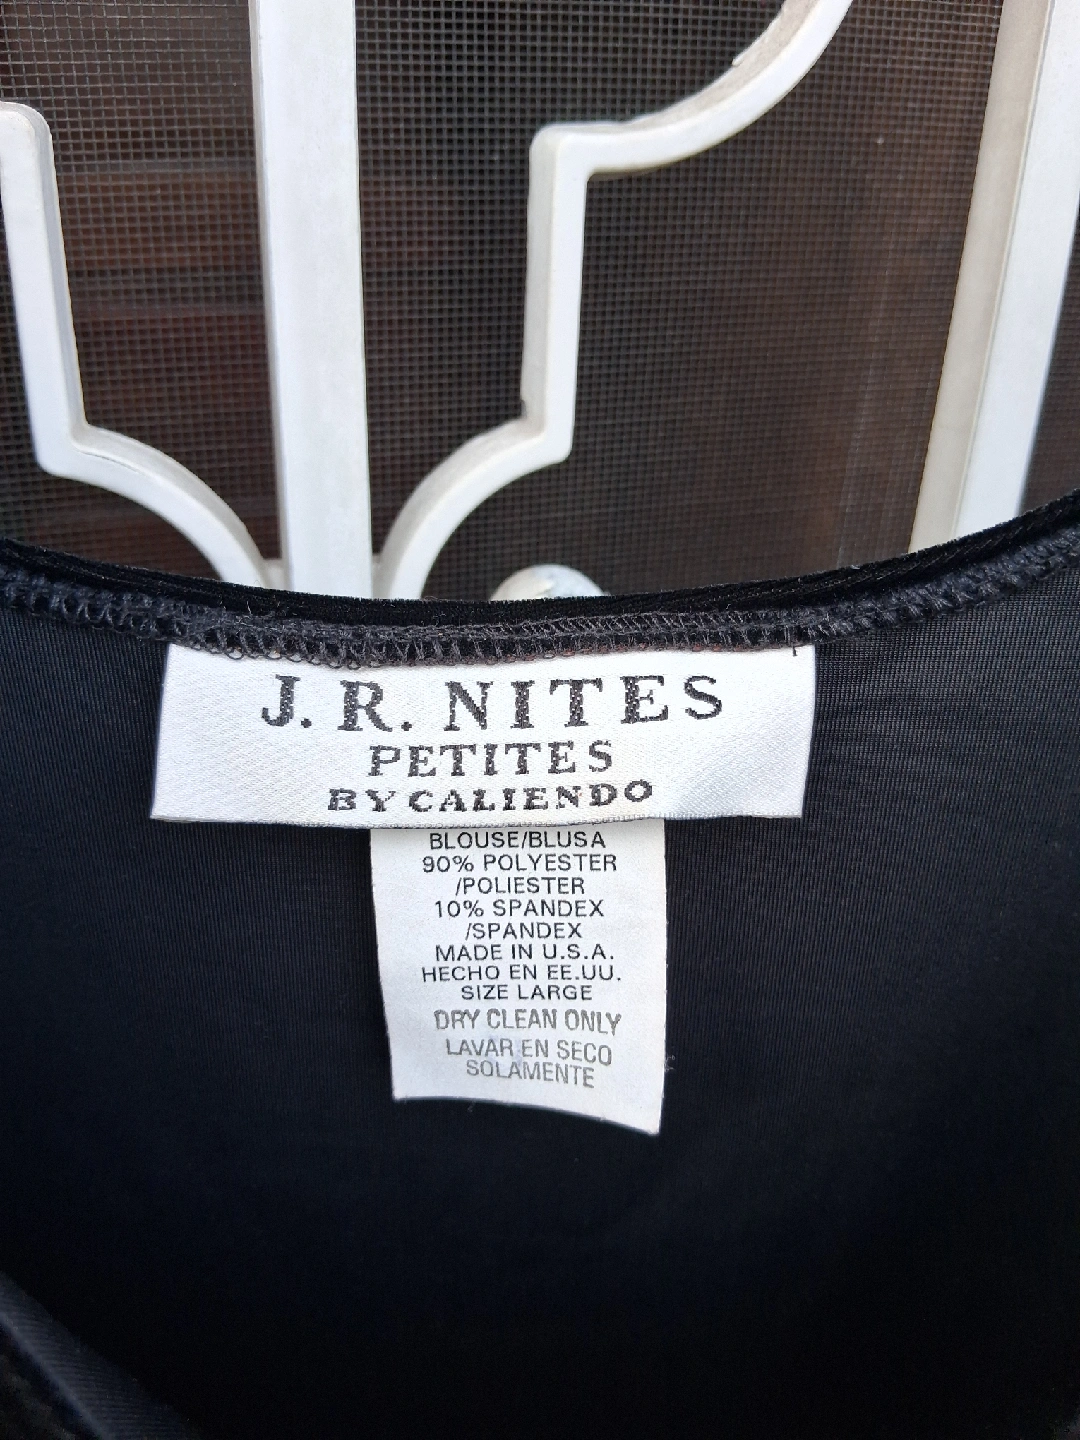 J.R. NITES
PETITES
BY CALIENDO
BLOUSE/BLUSA
90% POLYESTER
/POLIESTER
10% SPANDEX
/SPANDEX
MADE IN U.S.A.
HECHO EN EE.UU.
SIZE LARGE
DRY CLEAN ONLY
LAVAR EN SECO
SOLAMENTE